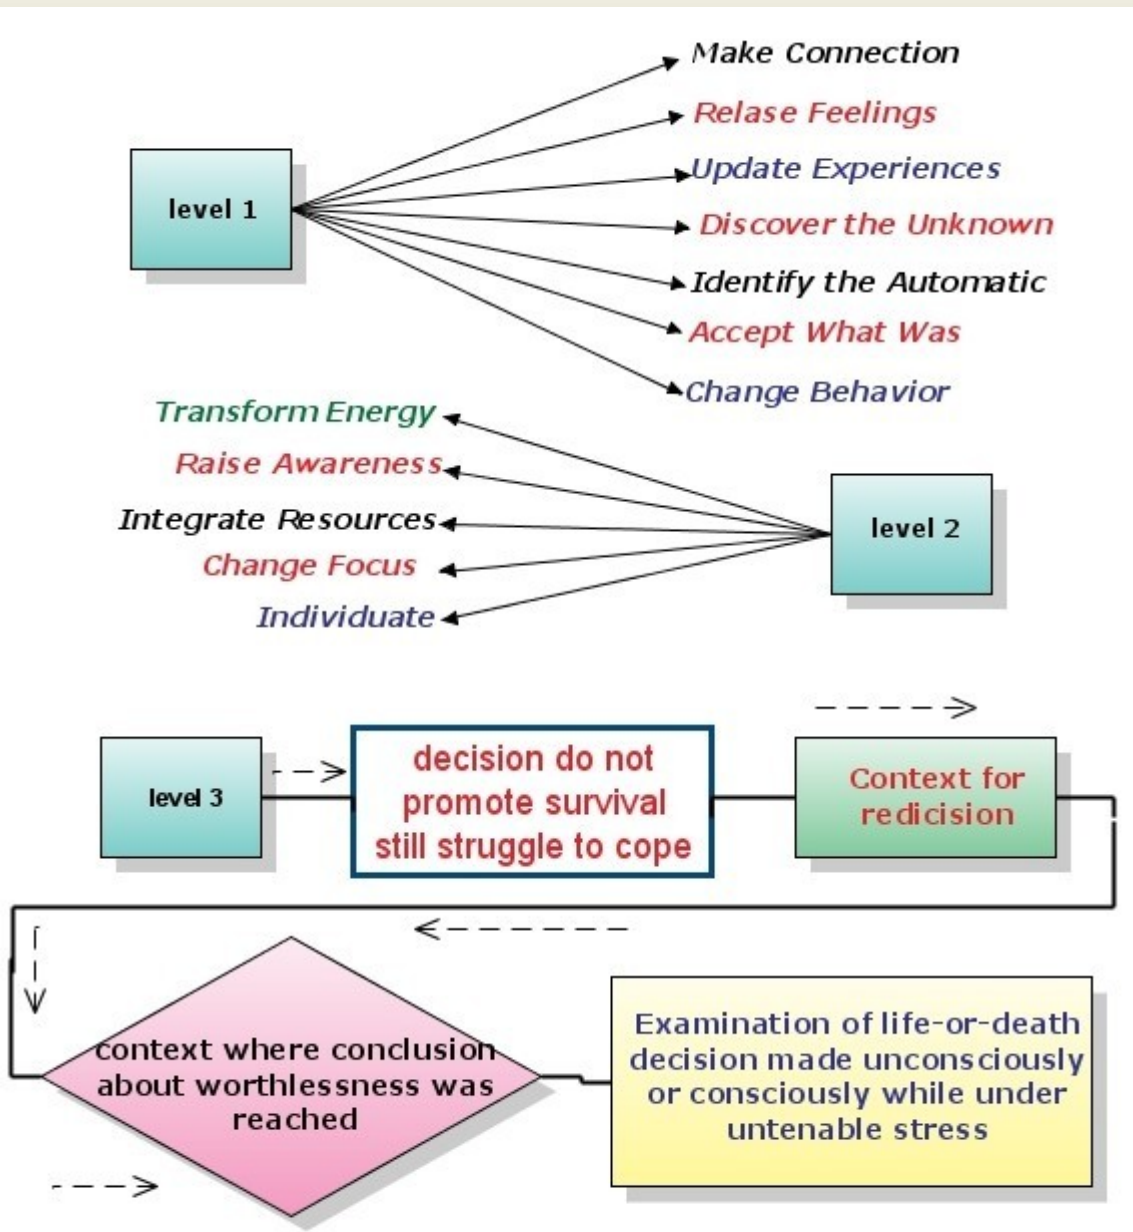 Make Connection
Relase Feelings
level 1
Update Experiences
Discover the Unknown
Identify the Automatic
Accept What Was
Change Behavior
Transform Energy
Raise Awareness
Integrate Resources
Change Focus
Individuate
level 2
level 3
decision do not
promote survival
still struggle to cope
Context for
redicision
context where conclusion
about worthlessness was
reached
Examination of life-or-death
decision made unconsciously
or consciously while under
untenable stress